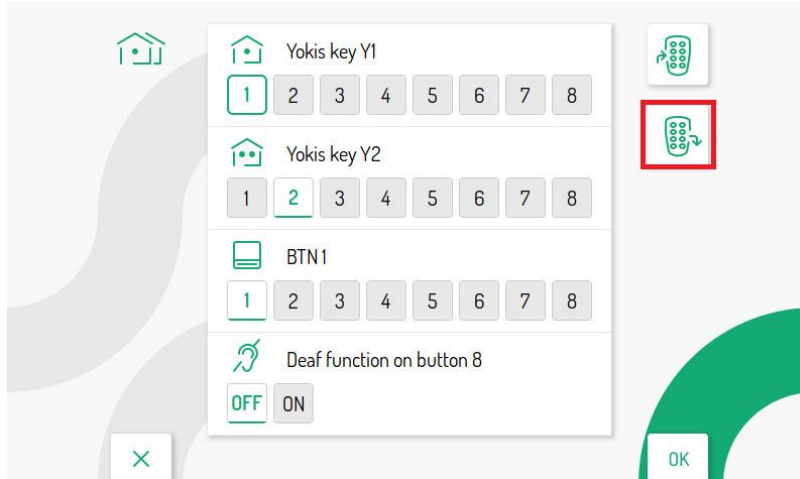 Yokis key Y1
1 2 3 4 5 6 7 8
Yokis key Y2
1 2 3 4 5 6 7 8
BTN 1
1 2 3 4 5 6 7 8
Deaf function on button 8
OFF ON
OK